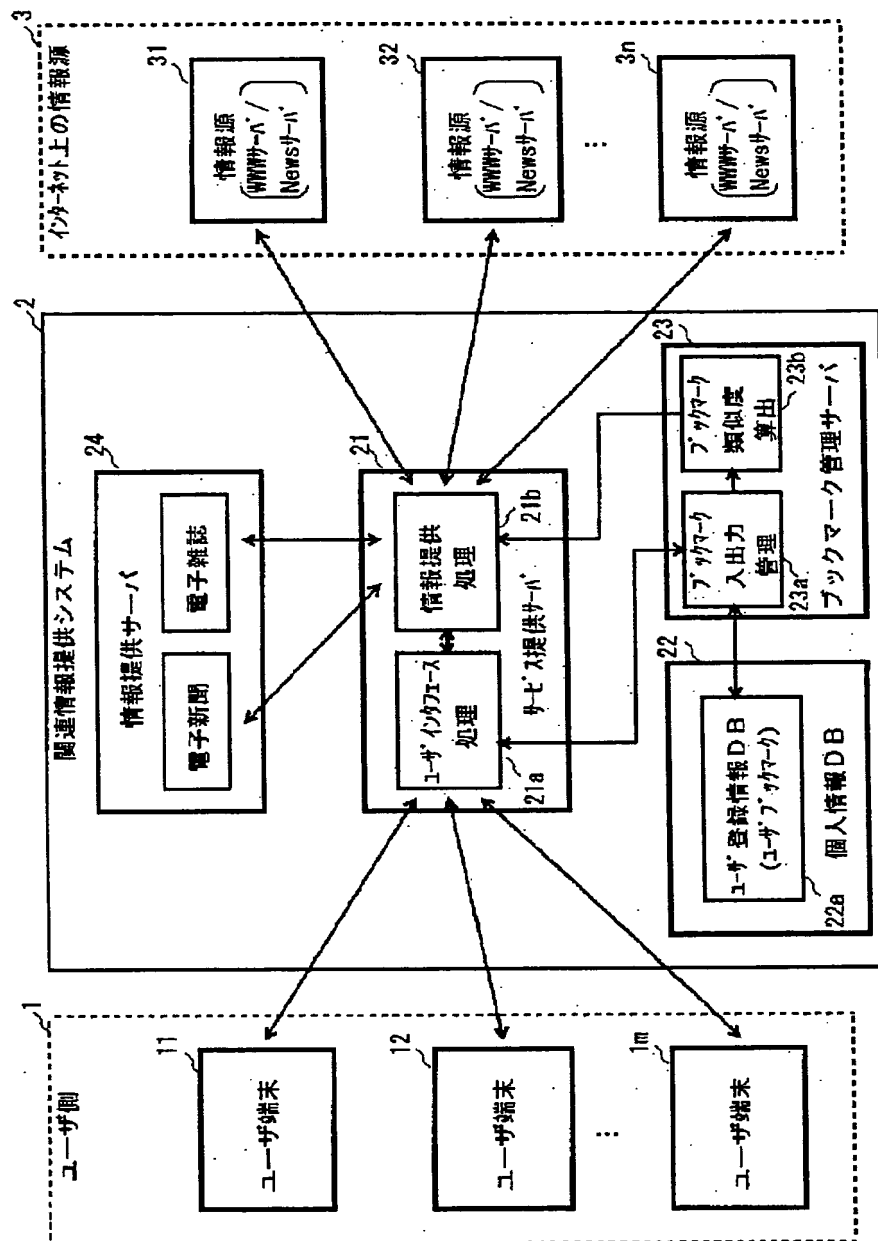 1
ユーザ側
11
ユーザ端末
12
ユーザ端末
⋮
1m
ユーザ端末
2
関連情報提供システム
24
情報提供サーバ
電子新聞
電子雑誌
21
ユーザインタフェース
処理
21a
情報提供
処理
21b
サービス提供サーバ
22
ユーザ登録情報DB
(ユーザブックマーク)
22a
個人情報DB
23
ブックマーク
入出力
管理
23a
ブックマーク
類似度
算出
23b
ブックマーク管理サーバ
3
インターネット上の情報源
31
情報源
(WWWサーバ/
Newsサーバ)
32
情報源
(WWWサーバ/
Newsサーバ)
⋮
3n
情報源
(WWWサーバ/
Newsサーバ)